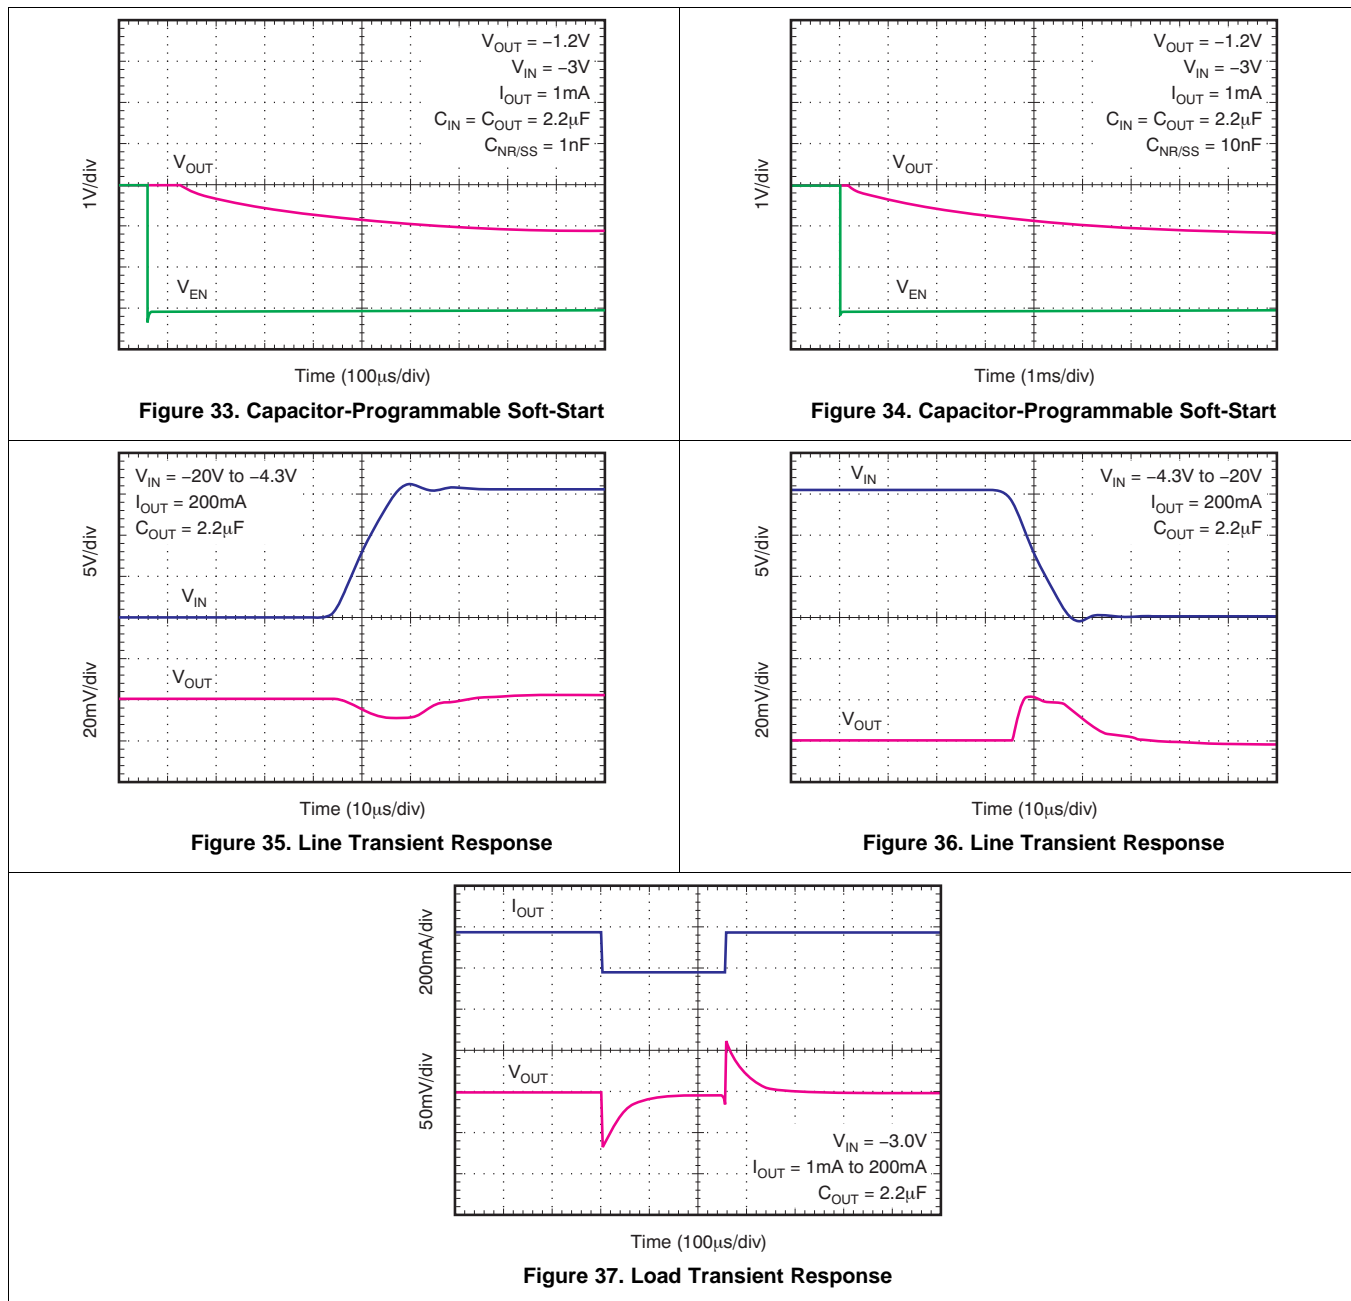 1V/div
V_OUT = −1.2V
V_IN = −3V
I_OUT = 1mA
C_IN = C_OUT = 2.2μF
C_NR/SS = 1nF
V_OUT
V_EN
Time (100μs/div)
Figure 33. Capacitor-Programmable Soft-Start
1V/div
V_OUT = −1.2V
V_IN = −3V
I_OUT = 1mA
C_IN = C_OUT = 2.2μF
C_NR/SS = 10nF
V_OUT
V_EN
Time (1ms/div)
Figure 34. Capacitor-Programmable Soft-Start
5V/div
20mV/div
V_IN = −20V to −4.3V
I_OUT = 200mA
C_OUT = 2.2μF
V_IN
V_OUT
Time (10μs/div)
Figure 35. Line Transient Response
5V/div
20mV/div
V_IN
V_IN = −4.3V to −20V
I_OUT = 200mA
C_OUT = 2.2μF
V_OUT
Time (10μs/div)
Figure 36. Line Transient Response
200mA/div
50mV/div
I_OUT
V_OUT
V_IN = −3.0V
I_OUT = 1mA to 200mA
C_OUT = 2.2μF
Time (100μs/div)
Figure 37. Load Transient Response